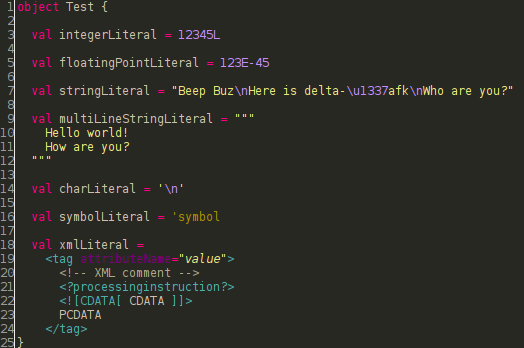 1 object Test {
2
3   val integerLiteral = 12345L
4
5   val floatingPointLiteral = 123E-45
6
7   val stringLiteral = "Beep Buz\nHere is delta-\u1337afk\nWho are you?"
8
9   val multiLineStringLiteral = """
10     Hello world!
11     How are you?
12   """
13
14   val charLiteral = '\n'
15
16   val symbolLiteral = 'symbol
17
18   val xmlLiteral =
19     <tag attributeName="value">
20       <!-- XML comment -->
21       <?processinginstruction?>
22       <![CDATA[ CDATA ]]>
23       PCDATA
24     </tag>
25 }